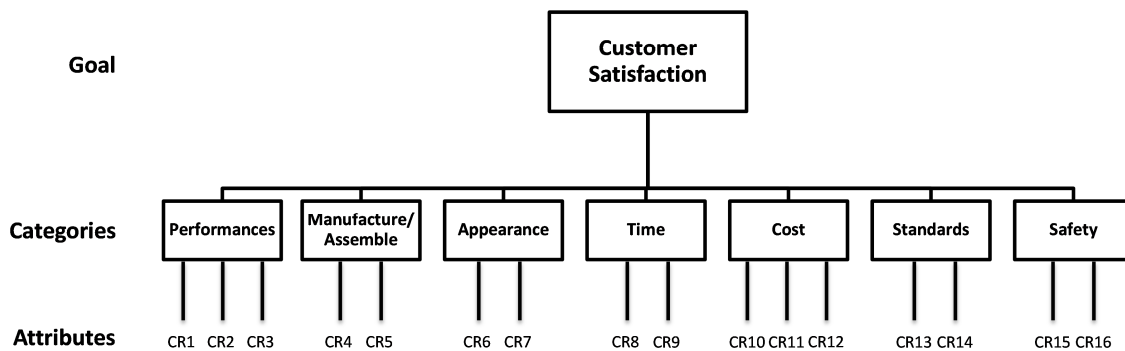 Goal
Customer
Satisfaction
Categories
Performances
Manufacture/
Assemble
Appearance
Time
Cost
Standards
Safety
Attributes
CR1 CR2 CR3 CR4 CR5 CR6 CR7 CR8 CR9 CR10 CR11 CR12 CR13 CR14 CR15 CR16